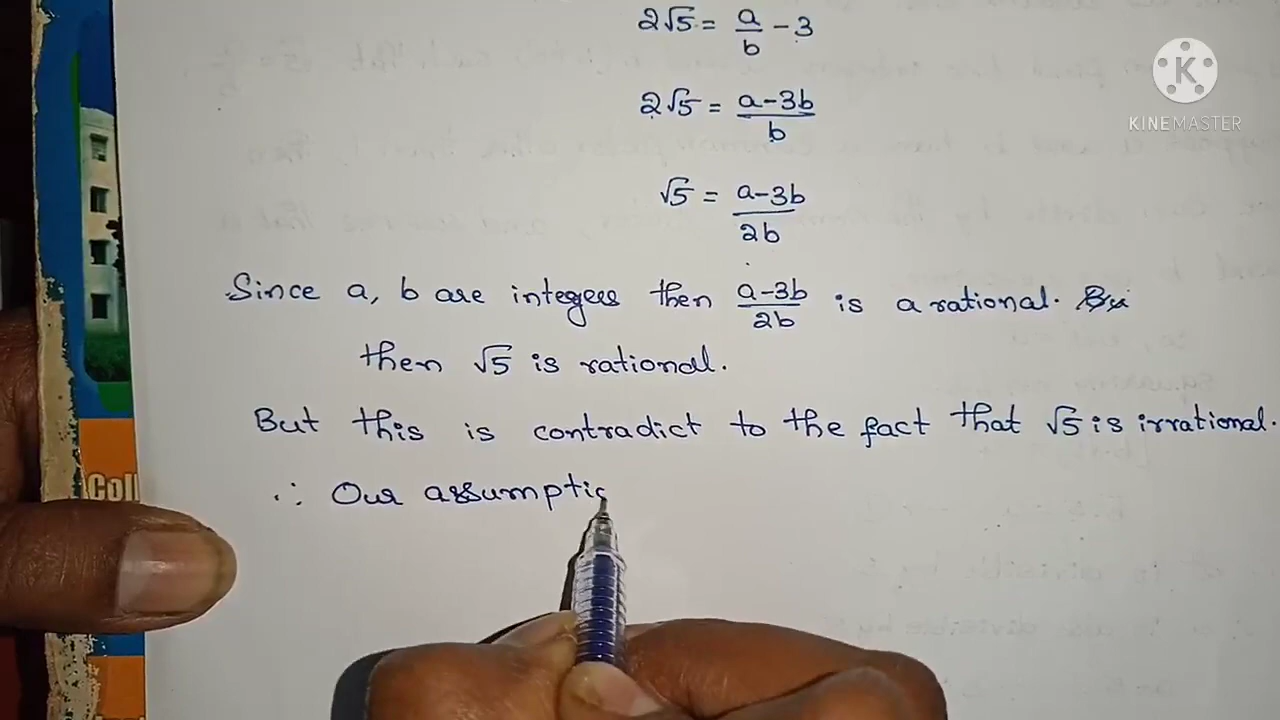 2√5 = a/b - 3
2√5 = a-3b/b
√5 = a-3b/2b
Since a, b are integers then a-3b/2b is a rational.
then √5 is rational.
But this is contradict to the fact that √5 is irrational.
∴ Our assumptio
Coll
K
KINEMASTER